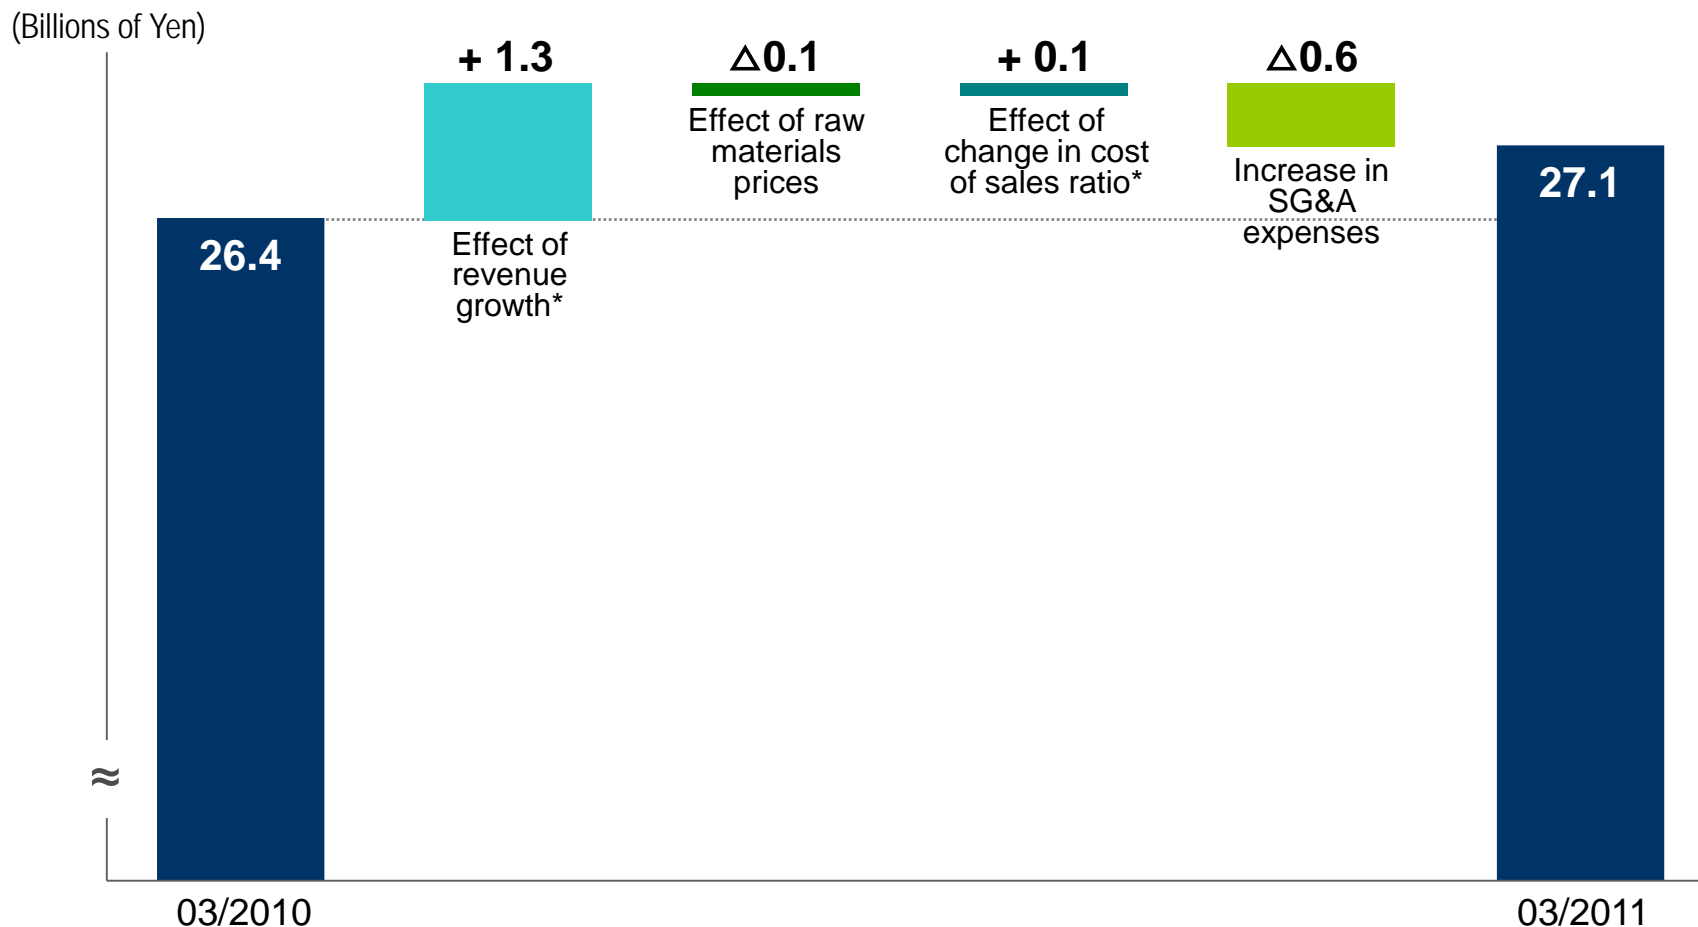 (Billions of Yen)
+ 1.3
△0.1
+ 0.1
△0.6
Effect of raw
materials
prices
Effect of
change in cost
of sales ratio*
Increase in
SG&A
expenses
27.1
26.4
Effect of
revenue
growth*
≈
03/2010
03/2011